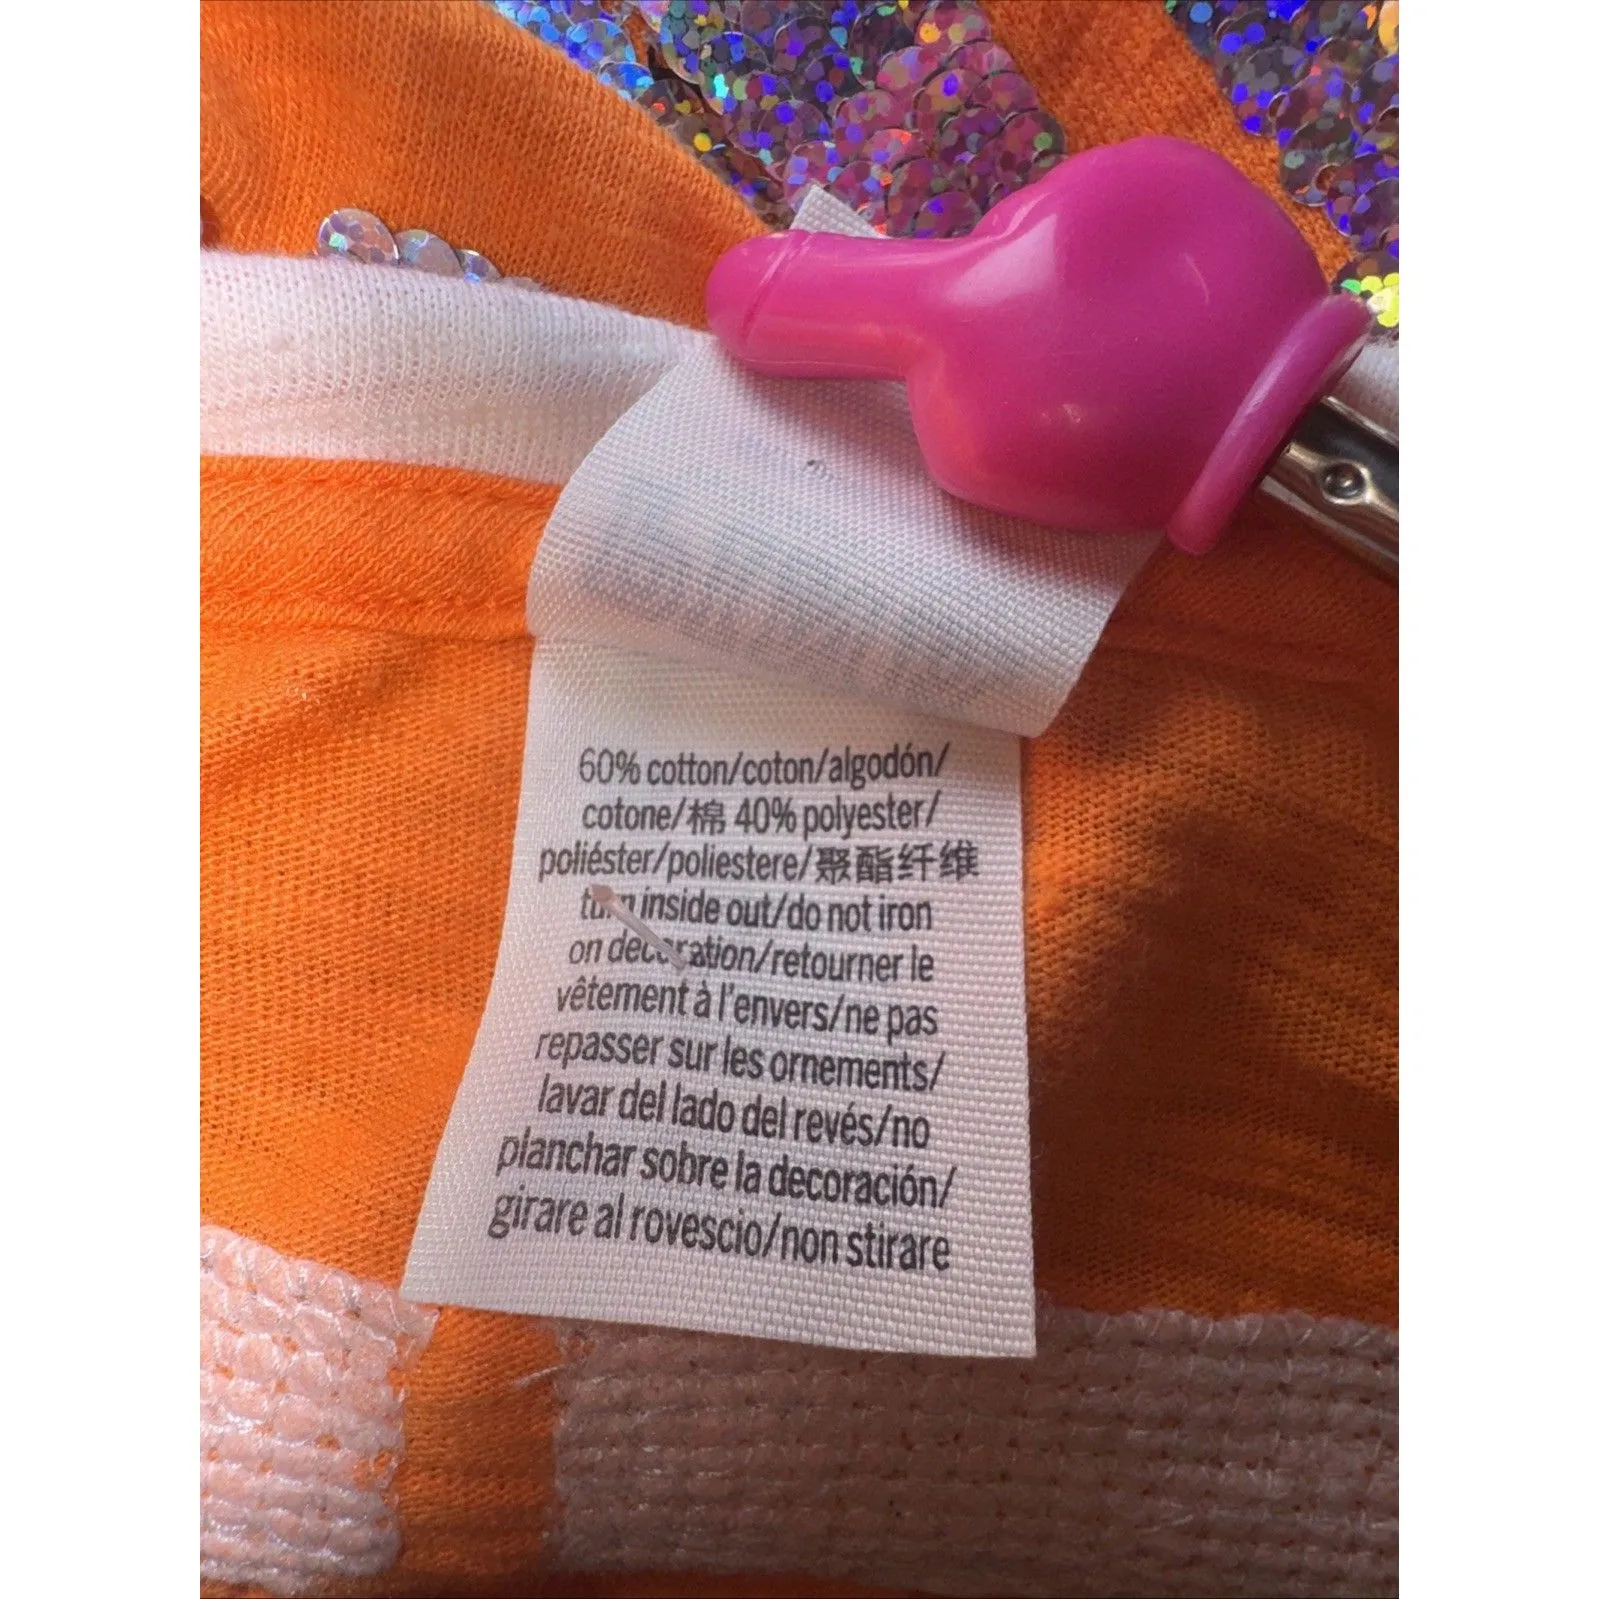 60% cotton/coton/algodón/
cotone/棉 40% polyester/
poliéster/poliestere/聚酯纤维
turn inside out/do not iron
on decoration/retourner le
vêtement à l'envers/ne pas
repasser sur les ornements/
lavar del lado del revés/no
planchar sobre la decoración/
girare al rovescio/non stirare